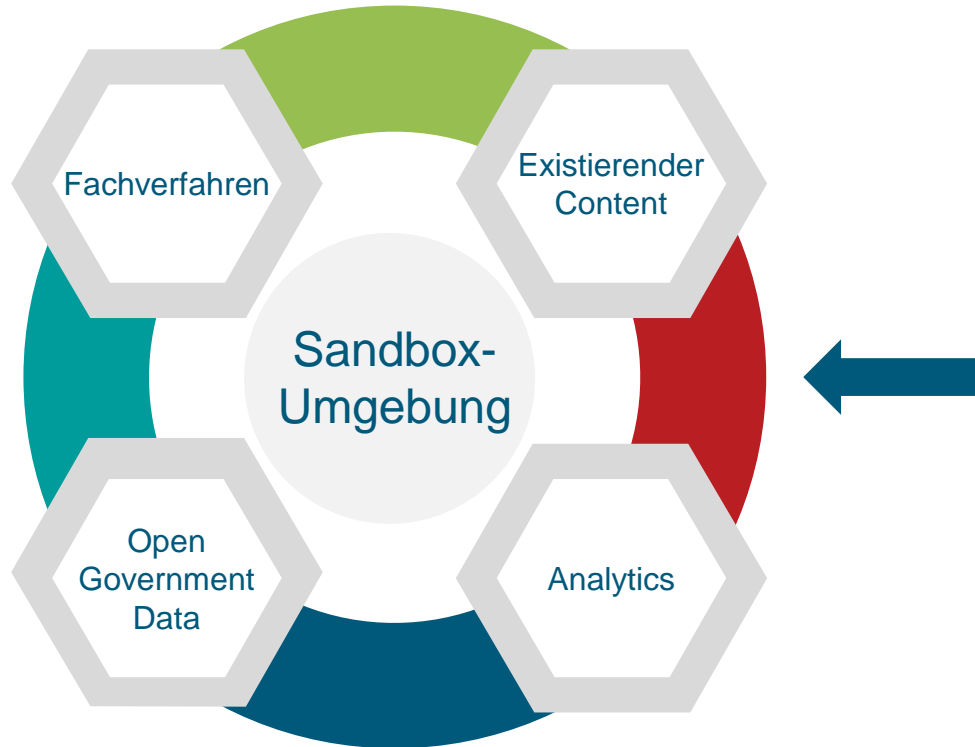 Fachverfahren
Existierender
Content
Sandbox-
Umgebung
Open
Government
Data
Analytics